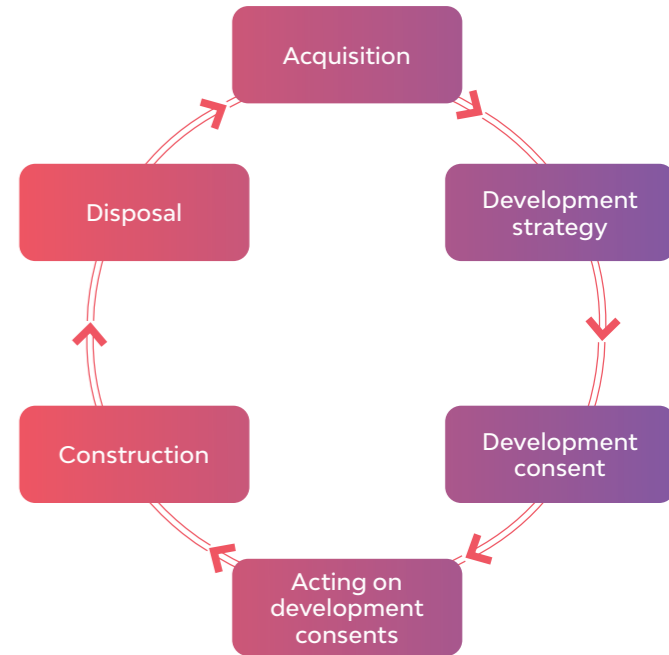 Acquisition
Development
strategy
Development
consent
Acting on
development
consents
Construction
Disposal